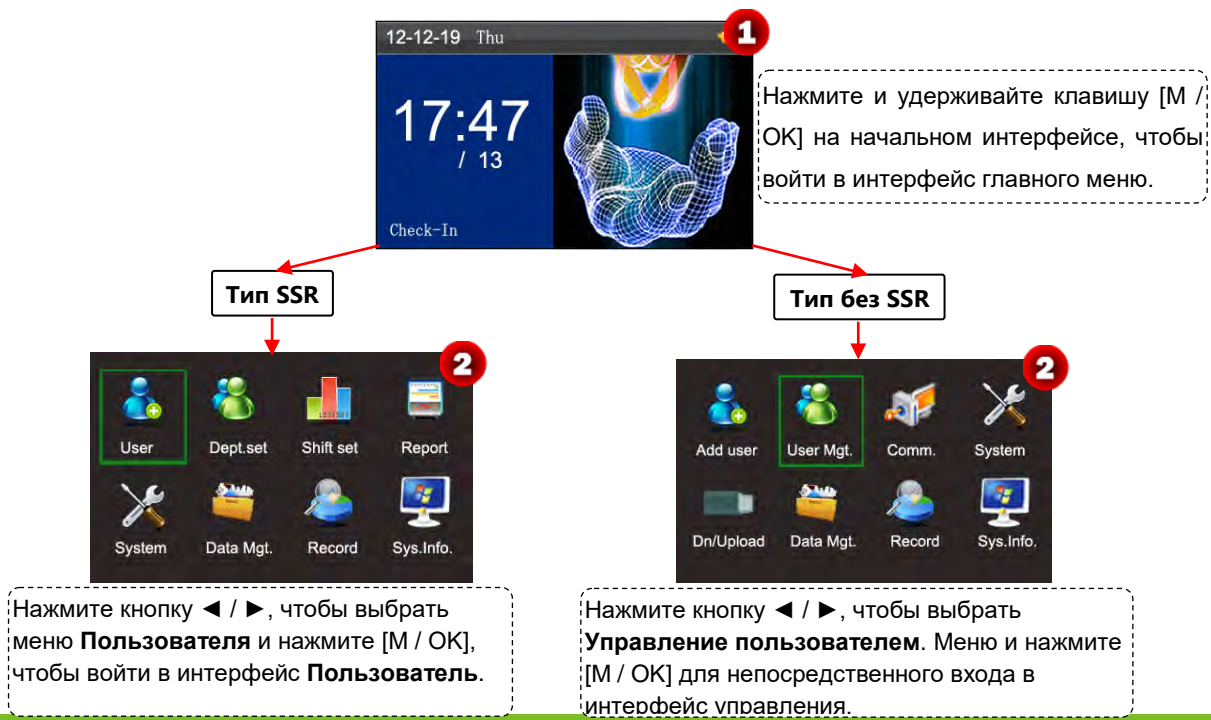 12-12-19 Thu
1
17:47
/ 13
Check-In
Нажмите и удерживайте клавишу [M /
OK] на начальном интерфейсе, чтобы
войти в интерфейс главного меню.
Тип SSR
Тип без SSR
2
User Dept.set Shift set Report
System Data Mgt. Record Sys.Info.
2
Add user User Mgt. Comm. System
Dn/Upload Data Mgt. Record Sys.Info.
Нажмите кнопку ◄ / ►, чтобы выбрать
меню Пользователя и нажмите [M / OK],
чтобы войти в интерфейс Пользователь.
Нажмите кнопку ◄ / ►, чтобы выбрать
Управление пользователем. Меню и нажмите
[M / OK] для непосредственного входа в
интерфейс управления.